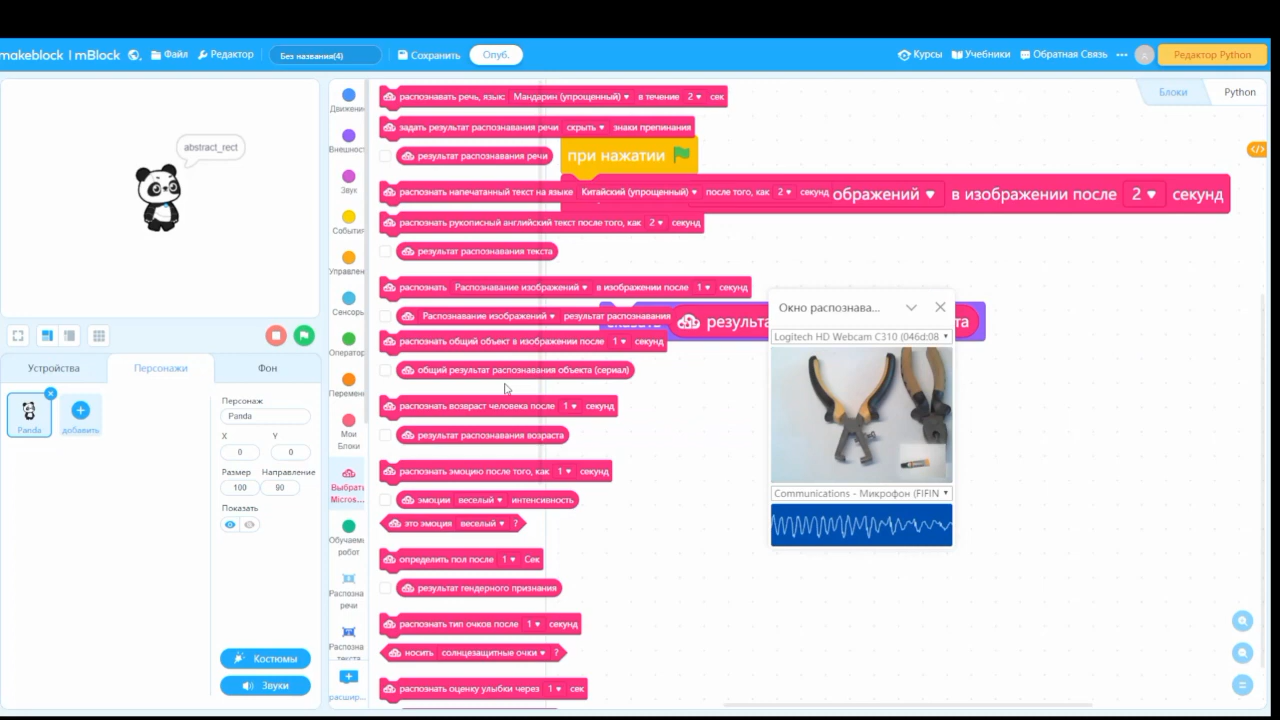 makeblock | mBlock Файл Редактор Без названия(4) Сохранить Опуб. Курсы Учебники Обратная Связь ••• Редактор Python
Блоки Python
abstract_rect
Устройства Персонажи Фон
Panda
добавить
Персонаж
Panda
X Y
0 0
Размер Направление
100 90
Показать
Костюмы
Звуки
Движени
Внешност
Звук
События
Управлен
Сенсоры
Оператор
Перемен
Мои
Блоки
Выбрать
Micros...
Обучаем
робот
Распозна
речи
Распозна
текста
расшир...
распознавать речь, язык: Мандарин (упрощенный) в течение 2 сек
задать результат распознавания речи скрыть знаки препинания
результат распознавания речи
распознать напечатанный текст на языке Китайский (упрощенный) после того, как 2 секунд
распознать рукописный английский текст после того, как 2 секунд
результат распознавания текста
распознать Распознавание изображений в изображении после 1 секунд
Распознавание изображений результат распознавания
распознать общий объект в изображении после 1 секунд
общий результат распознавания объекта (сериал)
распознать возраст человека после 1 секунд
результат распознавания возраста
распознать эмоцию после того, как 1 секунд
эмоции веселый интенсивность
это эмоция веселый ?
определить пол после 1 Сек
результат гендерного признания
распознать тип очков после 1 секунд
носить солнцезащитные очки ?
распознать оценку улыбки через 1 сек
при нажатии
ображений в изображении после 2 секунд
результа та
Окно распознава...
Logitech HD Webcam C310 (046d:08
Communications - Микрофон (FIFIN